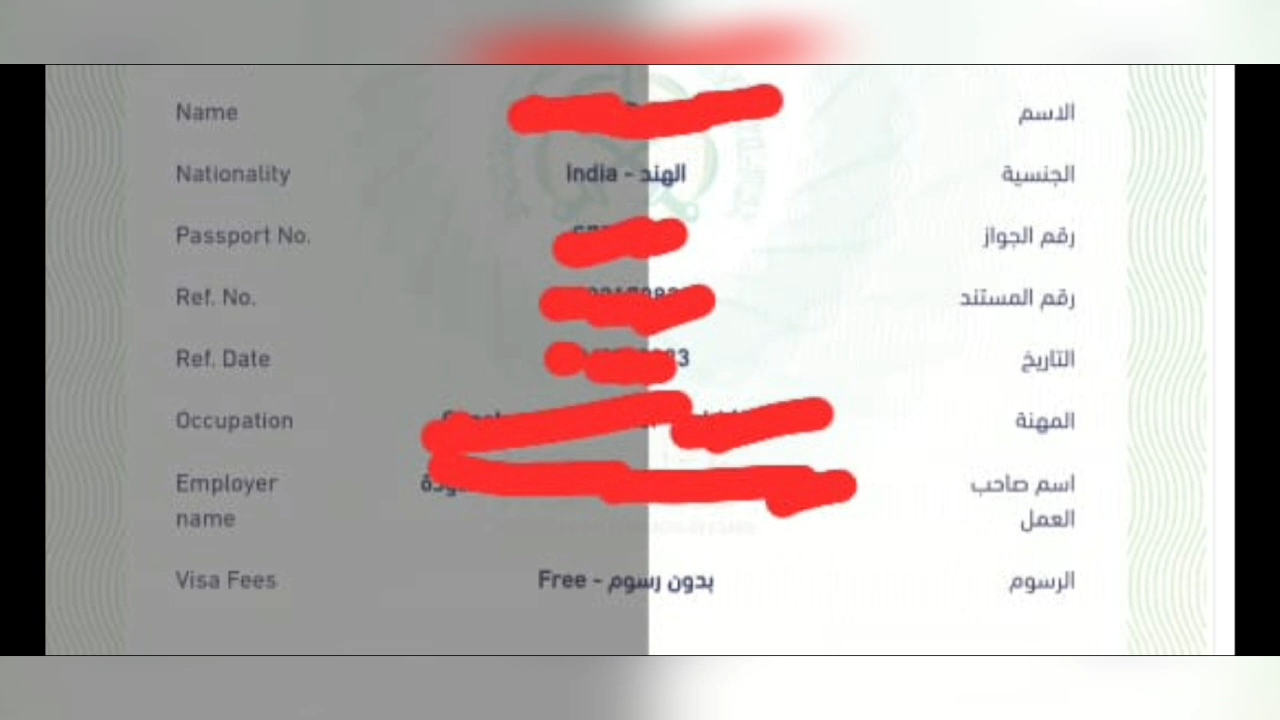 Name الاسم
Nationality India - الهند الجنسية
Passport No. رقم الجواز
Ref. No. رقم المستند
Ref. Date التاريخ
Occupation المهنة
Employer اسم صاحب
name العمل
Visa Fees Free - بدون رسوم الرسوم